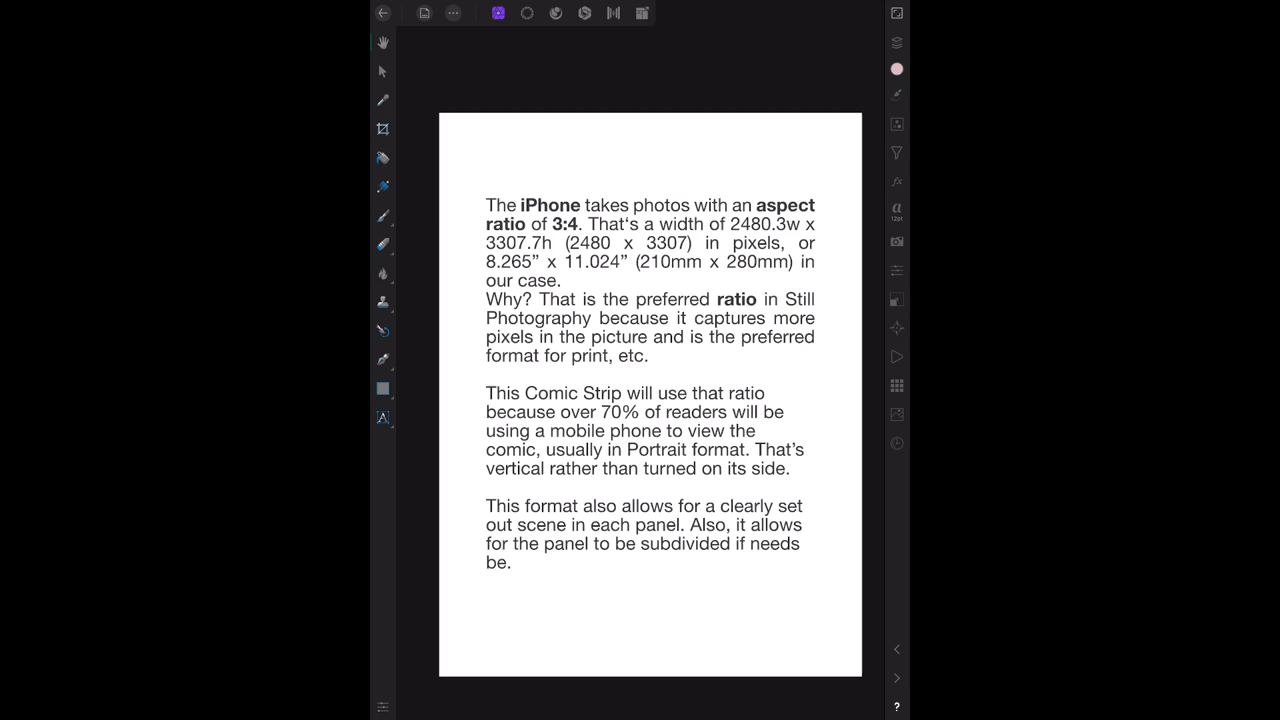 The iPhone takes photos with an aspect
ratio of 3:4. That‘s a width of 2480.3w x
3307.7h (2480 x 3307) in pixels, or
8.265” x 11.024” (210mm x 280mm) in
our case.
Why? That is the preferred ratio in Still
Photography because it captures more
pixels in the picture and is the preferred
format for print, etc.
This Comic Strip will use that ratio
because over 70% of readers will be
using a mobile phone to view the
comic, usually in Portrait format. That’s
vertical rather than turned on its side.
This format also allows for a clearly set
out scene in each panel. Also, it allows
for the panel to be subdivided if needs
be.
a
12pt
fx
A
?